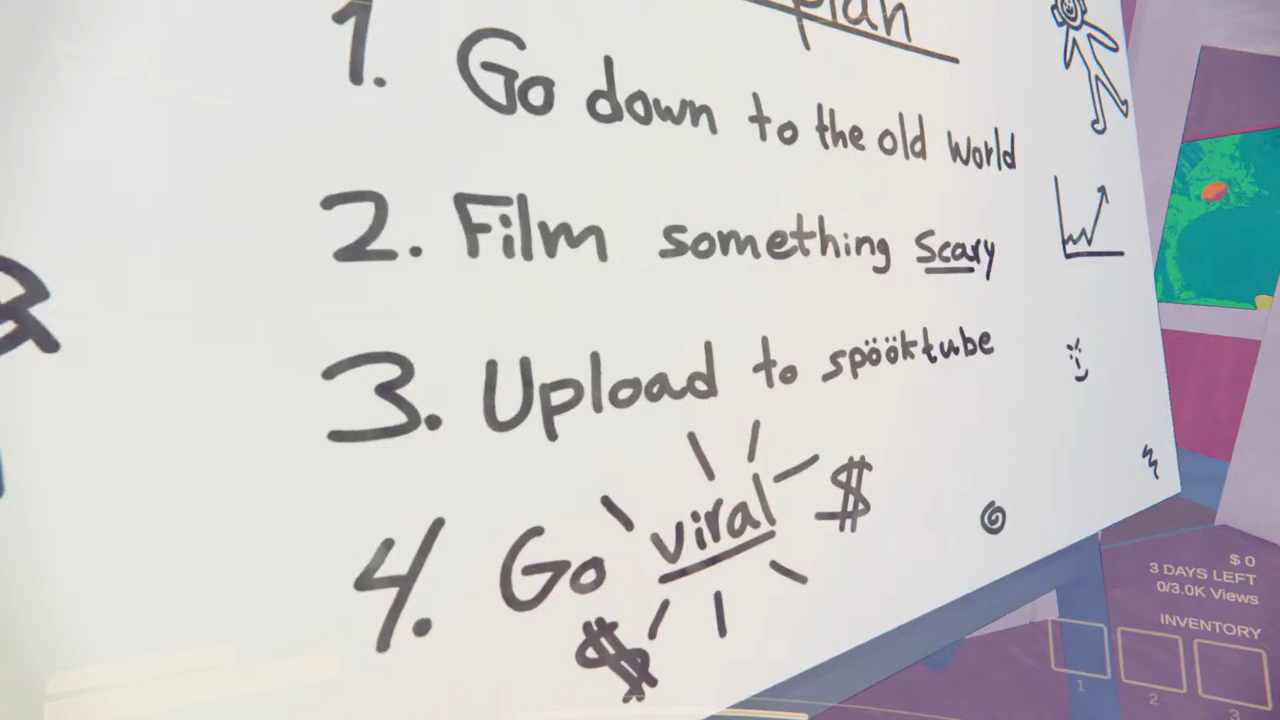 plan
1. Go down to the old world
2. Film something scary
3. Upload to spööktube
4. Go viral $
$
$ 0
3 DAYS LEFT
0/3.0K Views
INVENTORY
1 2 3